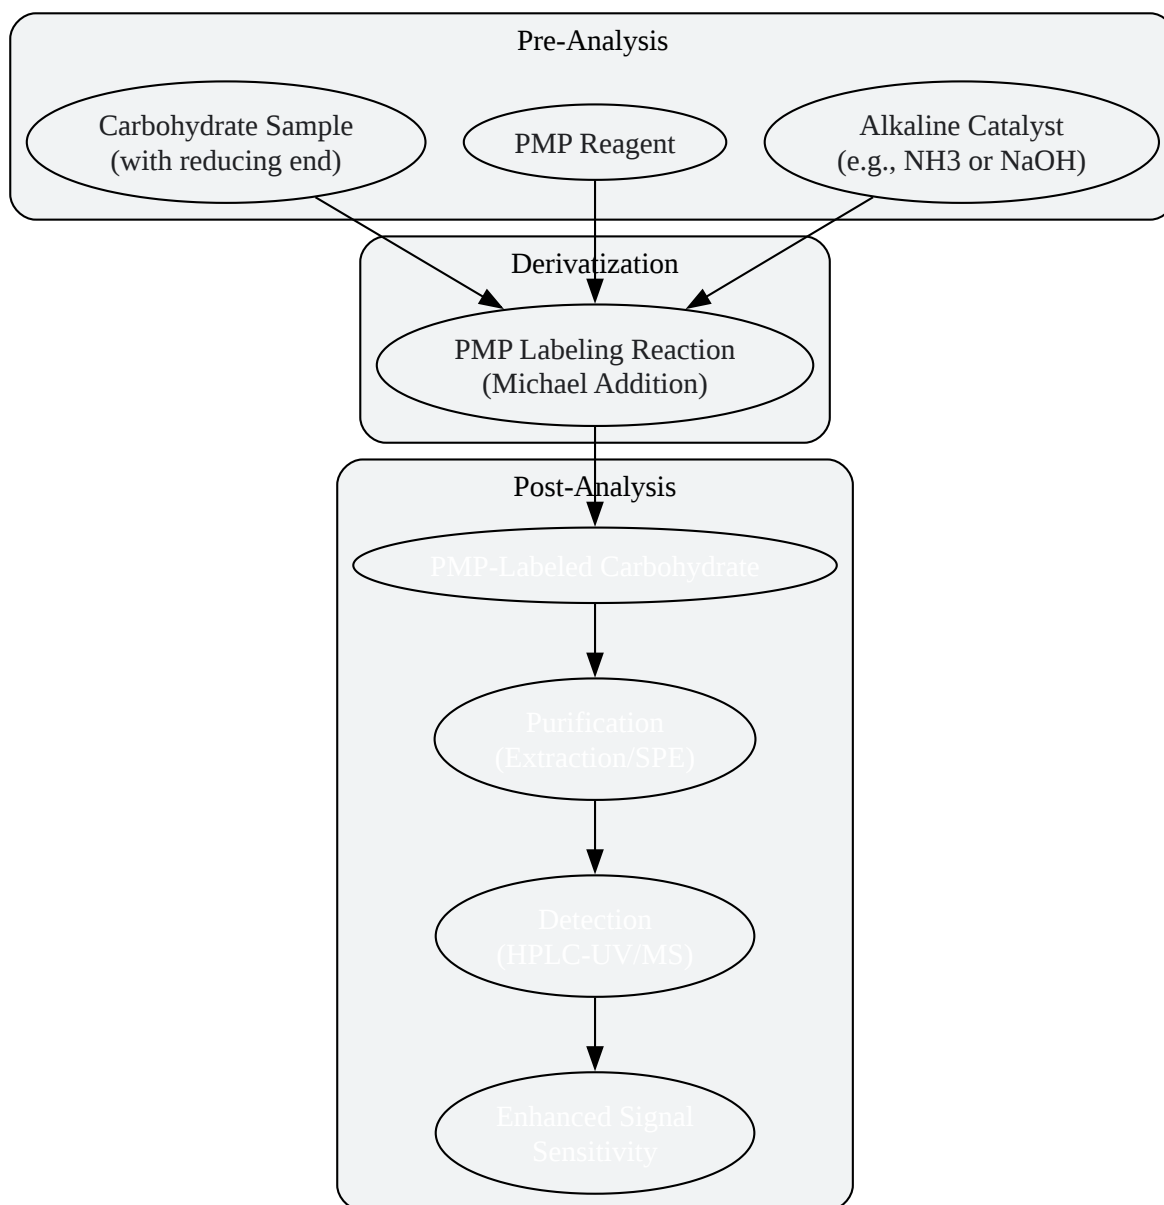 Pre-Analysis
Carbohydrate Sample
(with reducing end)
PMP Reagent
Alkaline Catalyst
(e.g., NH3 or NaOH)
Derivatization
PMP Labeling Reaction
(Michael Addition)
Post-Analysis
PMP-Labeled Carbohydrate
Purification
(Extraction/SPE)
Detection
(HPLC-UV/MS)
Enhanced Signal
Sensitivity